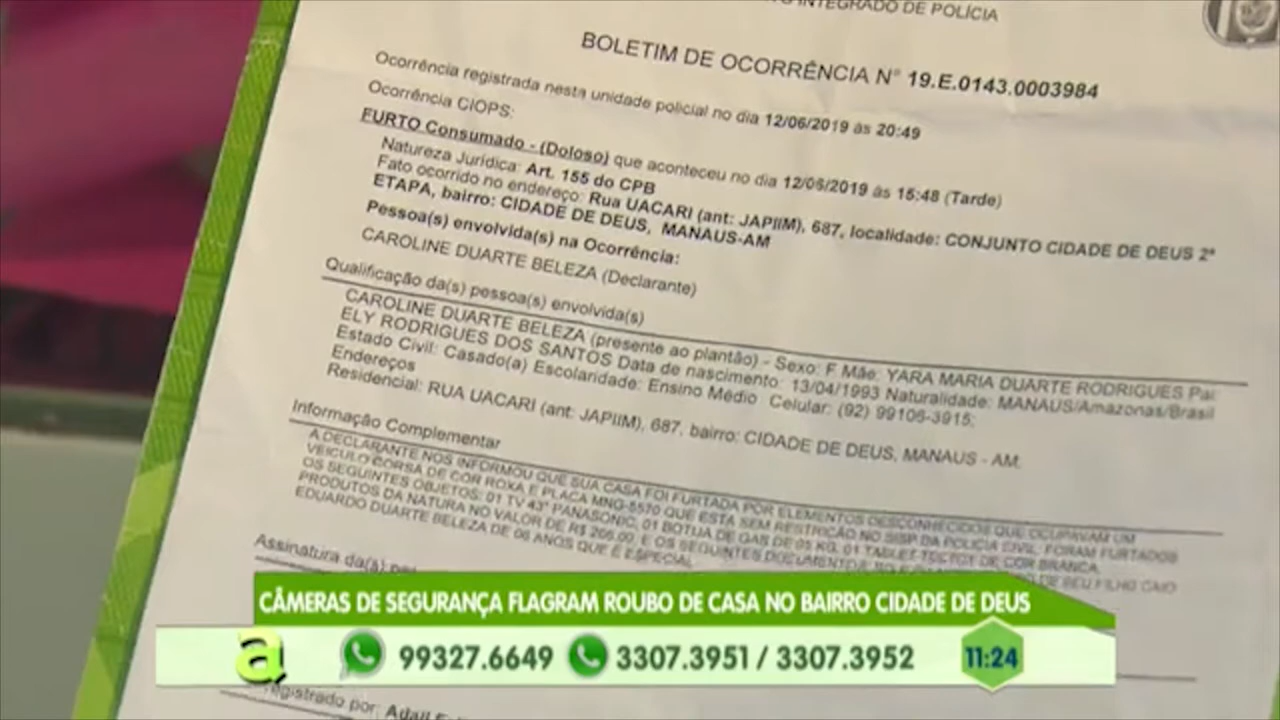 INTEGRADO DE POLÍCIA
BOLETIM DE OCORRÊNCIA N° 19.E.0143.0003984
Ocorrência registrada nesta unidade policial no dia 12/06/2019 às 20:49
Ocorrência CIOPS:
FURTO Consumado - (Doloso) que aconteceu no dia 12/06/2019 às 15:48 (Tarde)
Natureza Jurídica: Art. 155 do CPB
Fato ocorrido no endereço: Rua UACARI (ant: JAPIIM), 687, localidade: CONJUNTO CIDADE DE DEUS 2ª
ETAPA, bairro: CIDADE DE DEUS, MANAUS-AM
Pessoa(s) envolvida(s) na Ocorrência:
CAROLINE DUARTE BELEZA (Declarante)
Qualificação da(s) pessoa(s) envolvida(s)
CAROLINE DUARTE BELEZA (presente ao plantão) - Sexo: F Mãe: YARA MARIA DUARTE RODRIGUES Pai:
ELY RODRIGUES DOS SANTOS Data de nascimento: 13/04/1993 Naturalidade: MANAUS/Amazonas/Brasil
Estado Civil: Casado(a) Escolaridade: Ensino Médio Celular: (92) 99106-3915;
Endereços
Residencial: RUA UACARI (ant: JAPIIM), 687, bairro: CIDADE DE DEUS, MANAUS - AM.
Informação Complementar
A DECLARANTE NOS INFORMOU QUE SUA CASA FOI FURTADA POR ELEMENTOS DESCONHECIDOS QUE OCUPAVAM UM
VEICULO CORSA DE COR ROXA E PLACA MNG-5570 QUE ESTÁ SEM RESTRIÇÃO NO SISP DA POLICIA CIVIL. FORAM FURTADOS
OS SEGUINTES OBJETOS: 01 TV 43" PANASONIC, 01 BOTIJA DE GAS DE 05 KG, 01 TABLET DE COR BRANCA,
PRODUTOS DA NATURA NO VALOR DE R$ 206,00, E OS SEGUINTES DE SEU FILHO CAIO
EDUARDO DUARTE BELEZA DE 06 ANOS QUE É ESPECIAL.
Assinatura da(s)
CÂMERAS DE SEGURANÇA FLAGRAM ROUBO DE CASA NO BAIRRO CIDADE DE DEUS
a 99327.6649 3307.3951 / 3307.3952 11:24
registrado por: